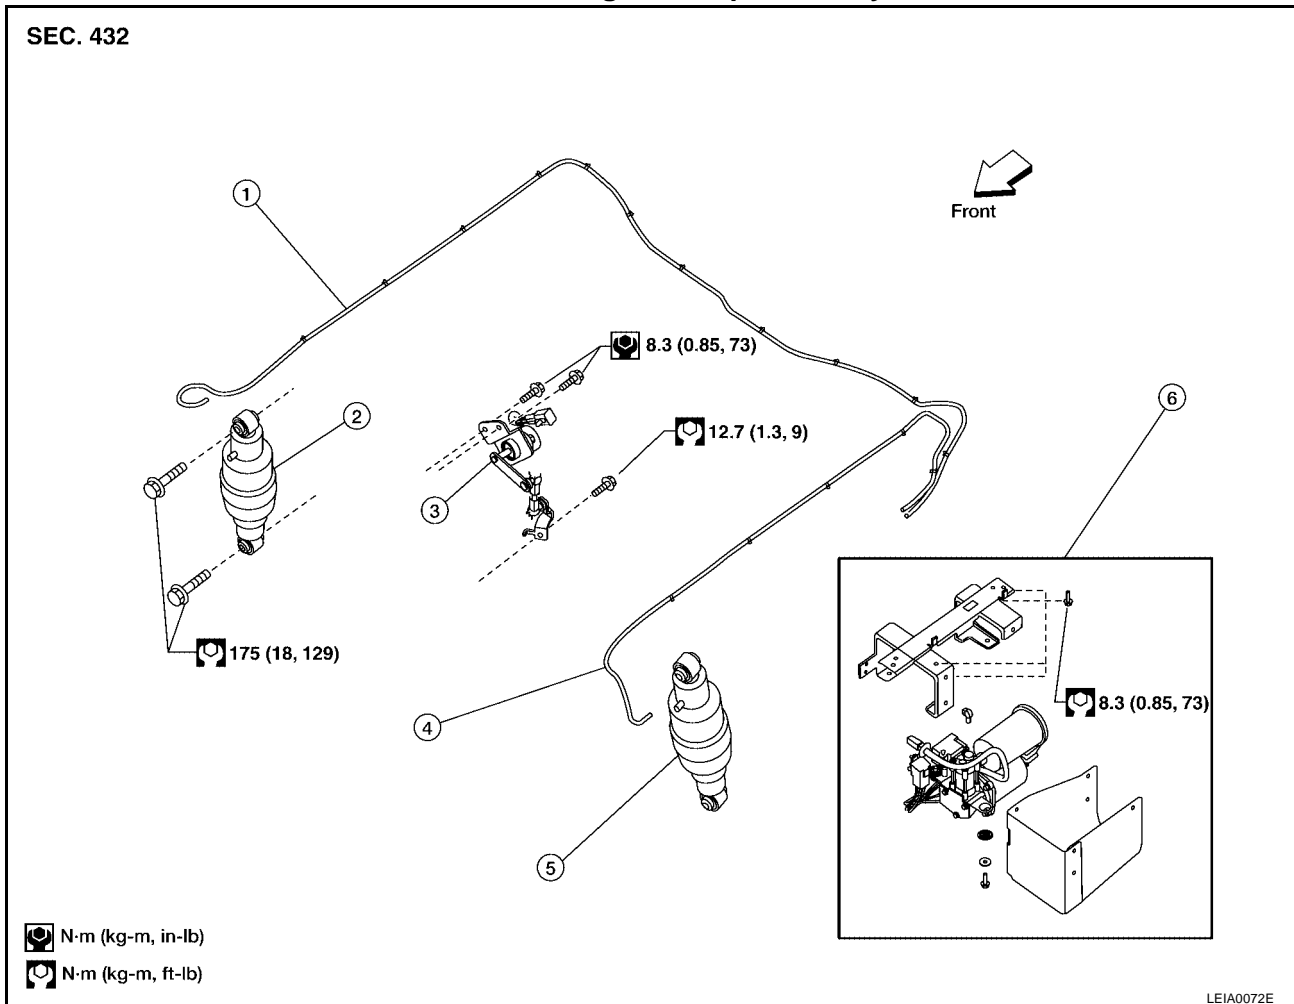 SEC. 432
1
Front
8.3 (0.85, 73)
6
2
12.7 (1.3, 9)
3
175 (18, 129)
8.3 (0.85, 73)
4
5
N·m (kg-m, in-lb)
N·m (kg-m, ft-lb)
LEIA0072E